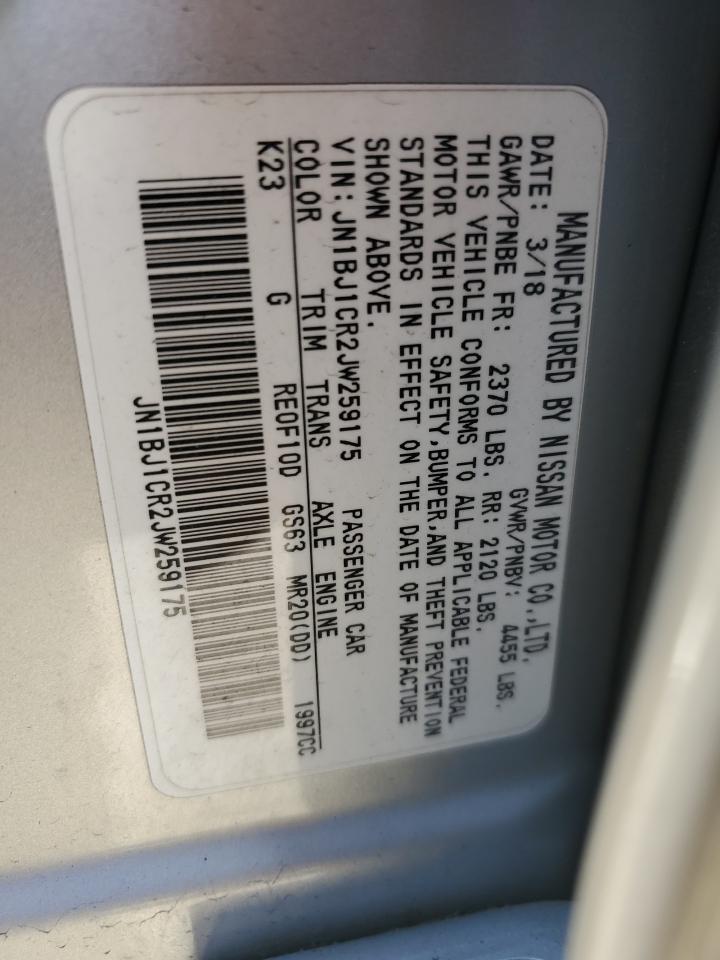 MANUFACTURED BY NISSAN MOTOR CO.,LTD.
DATE: 3/18 GVWR/PNBV: 4455 LBS.
GAWR/PNBE FR: 2370 LBS. RR: 2120 LBS.
THIS VEHICLE CONFORMS TO ALL APPLICABLE FEDERAL
MOTOR VEHICLE SAFETY,BUMPER,AND THEFT PREVENTION
STANDARDS IN EFFECT ON THE DATE OF MANUFACTURE
SHOWN ABOVE.
VIN:JN1BJ1CR2JW259175 PASSENGER CAR
COLOR TRIM TRANS AXLE ENGINE
K23 G RE0F10D GS63 MR20(DD) 1997CC
JN1BJ1CR2JW259175